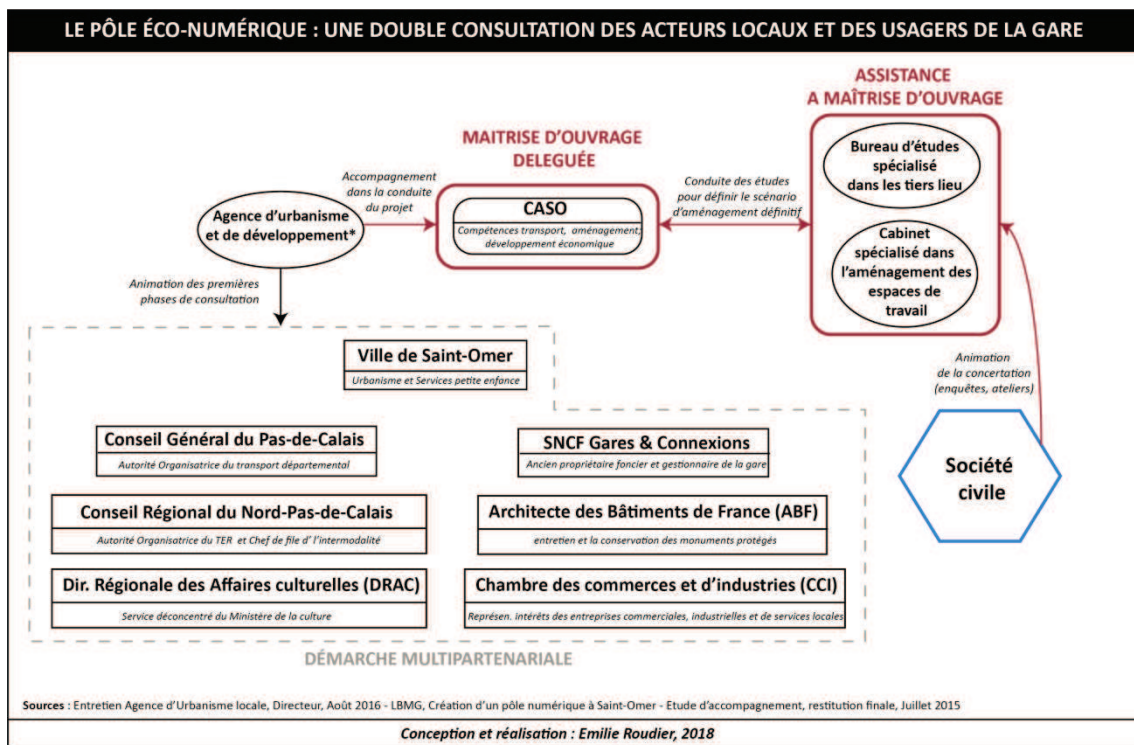 LE PÔLE ÉCO-NUMÉRIQUE : UNE DOUBLE CONSULTATION DES ACTEURS LOCAUX ET DES USAGERS DE LA GARE
ASSISTANCE
A MAÎTRISE D'OUVRAGE
Bureau d'études
spécialisé
dans les tiers lieu
Cabinet
spécialisé dans
l'aménagement des
espaces de
travail
MAITRISE D'OUVRAGE
DELEGUÉE
CASO
Compétences transport, aménagement;
développement économique
Conduite des études
pour définir le scénario
d'aménagement définitif
Accompagnement
dans la conduite
du projet
Agence d'urbanisme
et de développement*
Animation des premières
phases de consultation
Ville de Saint-Omer
Urbanisme et Services petite enfance
Animation
de la concertation
(enquêtes, ateliers)
Société
civile
Conseil Général du Pas-de-Calais
Autorité Organisatrice du transport départemental
SNCF Gares & Connexions
Ancien propriétaire foncier et gestionnaire de la gare
Conseil Régional du Nord-Pas-de-Calais
Autorité Organisatrice du TER et Chef de file d' l'intermodalité
Architecte des Bâtiments de France (ABF)
entretien et la conservation des monuments protégés
Dir. Régionale des Affaires culturelles (DRAC)
Service déconcentré du Ministère de la culture
Chambre des commerces et d'industries (CCI)
Représen. intérêts des entreprises commerciales, industrielles et de services locales
DÉMARCHE MULTIPARTENARIALE
Sources : Entretien Agence d'Urbanisme locale, Directeur, Août 2016 - LBMG, Création d'un pôle numérique à Saint-Omer - Etude d'accompagnement, restitution finale, Juillet 2015
Conception et réalisation : Emilie Roudier, 2018